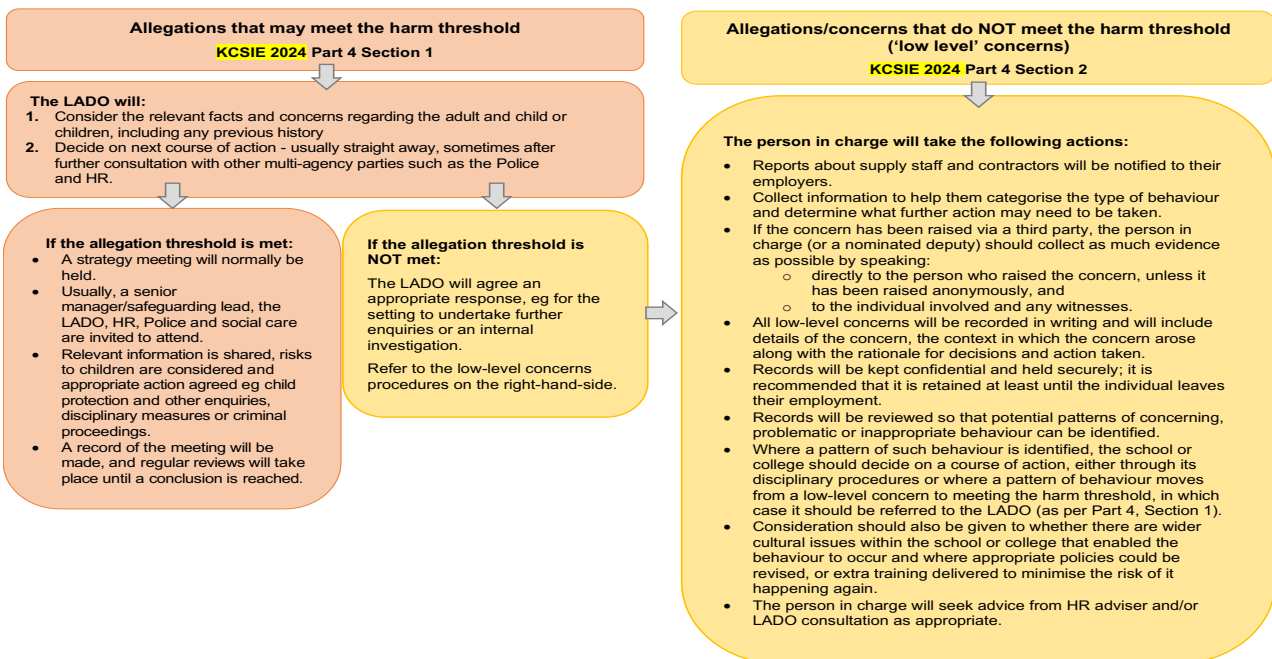 Allegations that may meet the harm threshold
KCSIE 2024 Part 4 Section 1
The LADO will:
1. Consider the relevant facts and concerns regarding the adult and child or
children, including any previous history
2. Decide on next course of action - usually straight away, sometimes after
further consultation with other multi-agency parties such as the Police
and HR.
If the allegation threshold is met:
• A strategy meeting will normally be
held.
• Usually, a senior
manager/safeguarding lead, the
LADO, HR, Police and social care
are invited to attend.
• Relevant information is shared, risks
to children are considered and
appropriate action agreed eg child
protection and other enquiries,
disciplinary measures or criminal
proceedings.
• A record of the meeting will be
made, and regular reviews will take
place until a conclusion is reached.
If the allegation threshold is
NOT met:
The LADO will agree an
appropriate response, eg for the
setting to undertake further
enquiries or an internal
investigation.
Refer to the low-level concerns
procedures on the right-hand-side.
Allegations/concerns that do NOT meet the harm threshold
(‘low level’ concerns)
KCSIE 2024 Part 4 Section 2
The person in charge will take the following actions:
• Reports about supply staff and contractors will be notified to their
employers.
• Collect information to help them categorise the type of behaviour
and determine what further action may need to be taken.
• If the concern has been raised via a third party, the person in
charge (or a nominated deputy) should collect as much evidence
as possible by speaking:
o directly to the person who raised the concern, unless it
has been raised anonymously, and
o to the individual involved and any witnesses.
• All low-level concerns will be recorded in writing and will include
details of the concern, the context in which the concern arose
along with the rationale for decisions and action taken.
• Records will be kept confidential and held securely; it is
recommended that it is retained at least until the individual leaves
their employment.
• Records will be reviewed so that potential patterns of concerning,
problematic or inappropriate behaviour can be identified.
• Where a pattern of such behaviour is identified, the school or
college should decide on a course of action, either through its
disciplinary procedures or where a pattern of behaviour moves
from a low-level concern to meeting the harm threshold, in which
case it should be referred to the LADO (as per Part 4, Section 1).
• Consideration should also be given to whether there are wider
cultural issues within the school or college that enabled the
behaviour to occur and where appropriate policies could be
revised, or extra training delivered to minimise the risk of it
happening again.
• The person in charge will seek advice from HR adviser and/or
LADO consultation as appropriate.